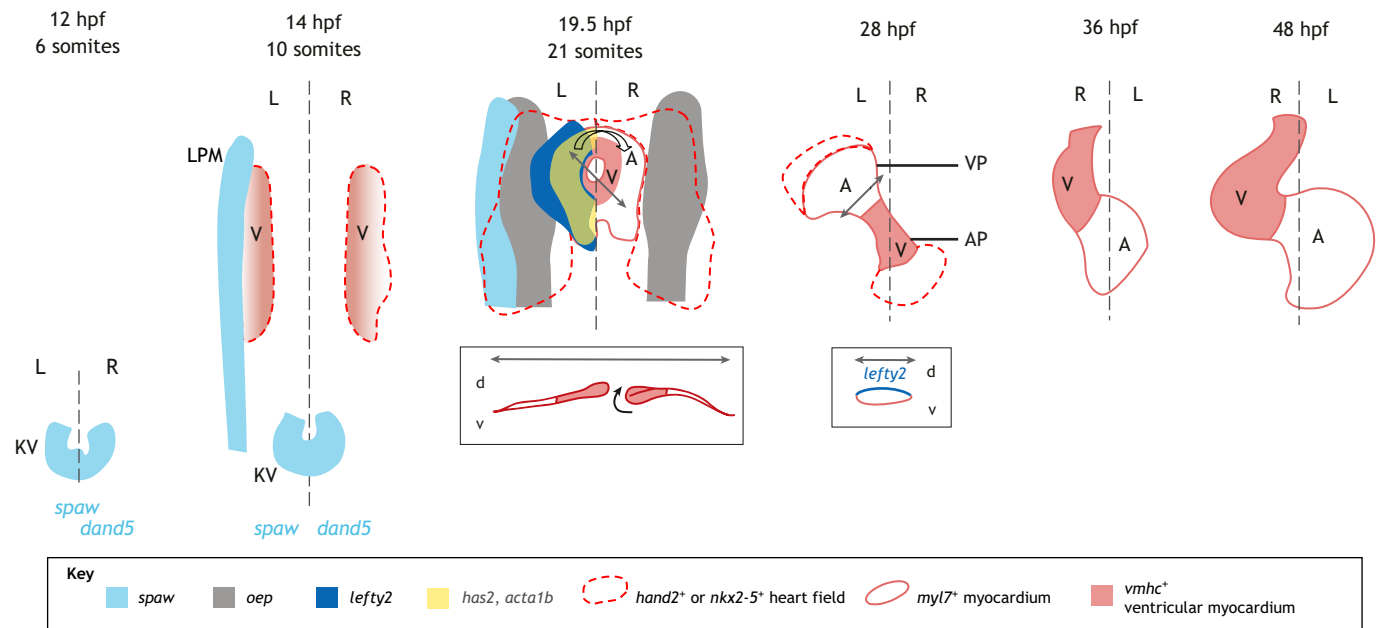 12 hpf
6 somites
14 hpf
10 somites
19.5 hpf
21 somites
28 hpf
36 hpf
48 hpf
L R
L R
L R
L R
R L
R L
LPM
V V
A
V
A
V
VP
AP
V
A
V
A
KV
KV
spaw
dand5
spaw dand5
d
v
lefty2
d
v
Key
spaw
oep
lefty2
has2, acta1b
hand2+ or nkx2-5+ heart field
myl7+ myocardium
vmhc+
ventricular myocardium